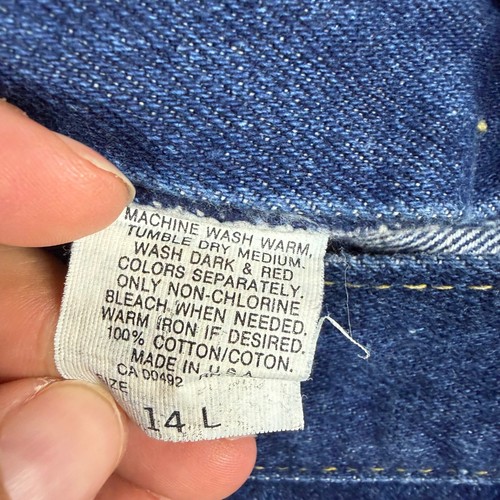 MACHINE WASH WARM,
TUMBLE DRY MEDIUM.
WASH DARK & RED
COLORS SEPARATELY.
ONLY NON-CHLORINE
BLEACH WHEN NEEDED.
WARM IRON IF DESIRED.
100% COTTON/COTON.
MADE IN U.S.A.
CA 00492
SIZE
14 L